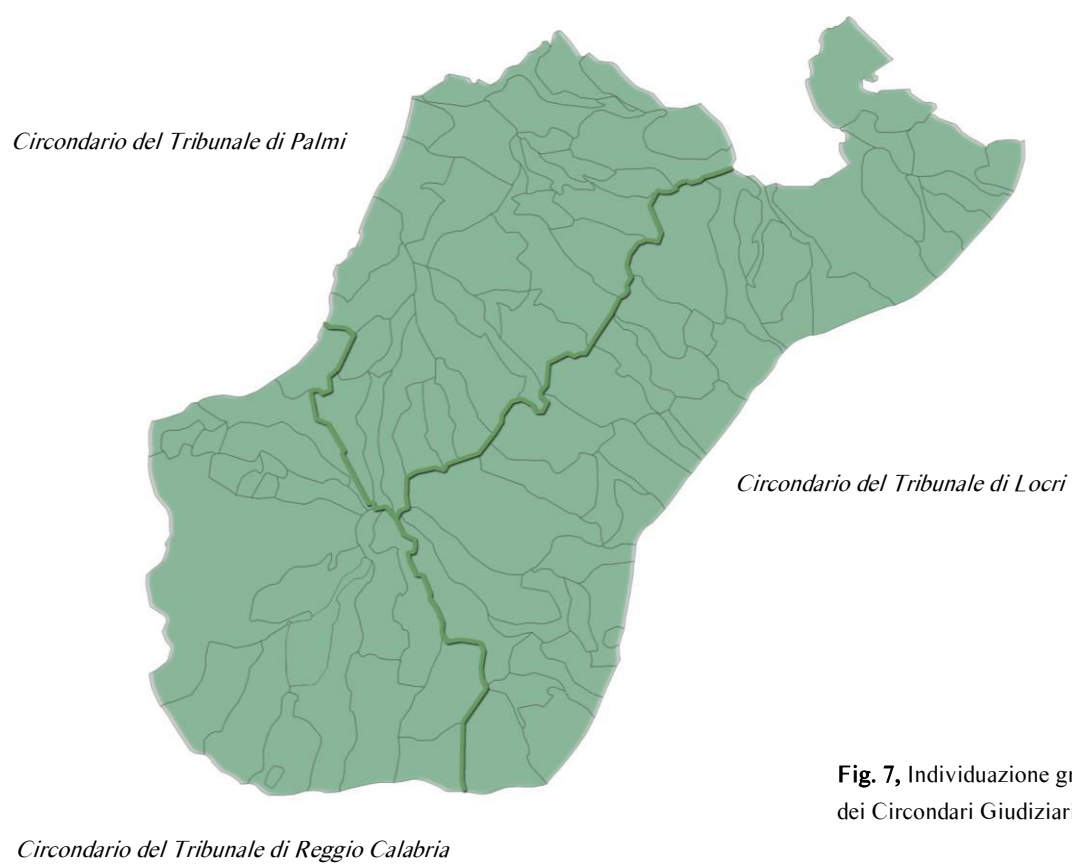 Circondario del Tribunale di Palmi
Circondario del Tribunale di Locri
Fig. 7, Individuazione
dei Circondari Giudiziari
Circondario del Tribunale di Reggio Calabria